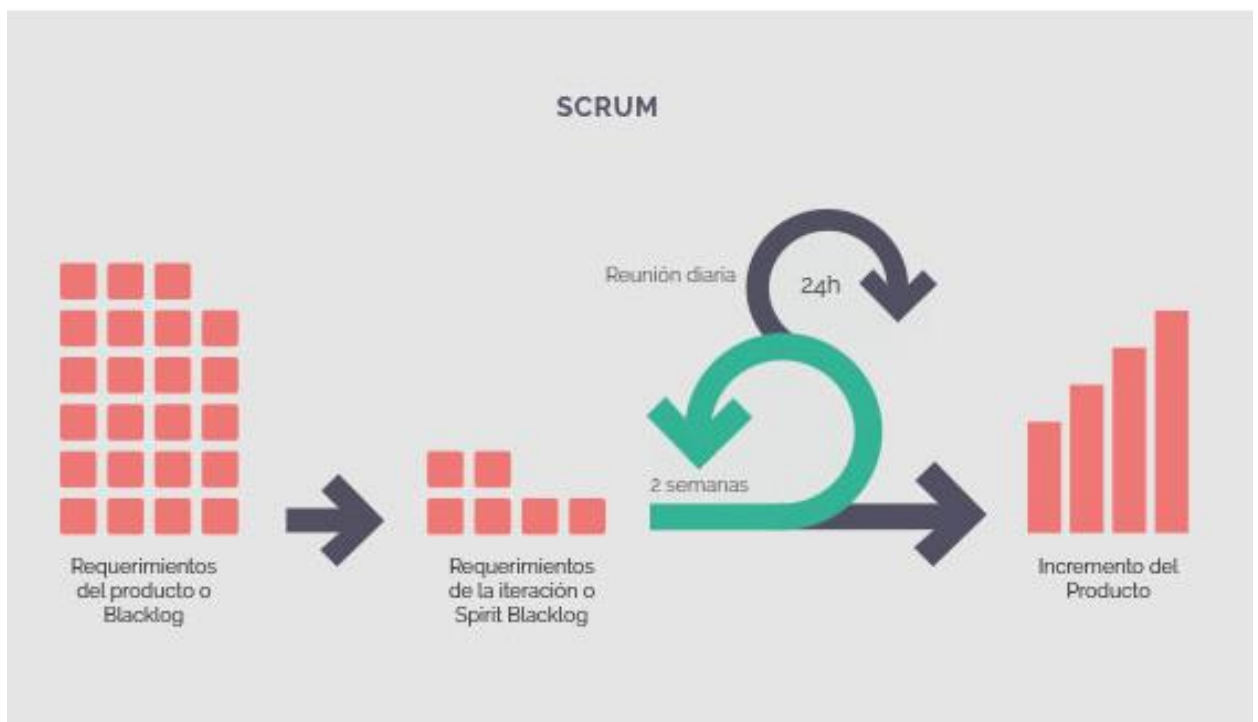 SCRUM
Reunión diaria
24h
2 semanas
Requerimientos
del producto o
Blacklog
Requerimientos
de la iteración o
Spirit Blacklog
Incremento del
Producto